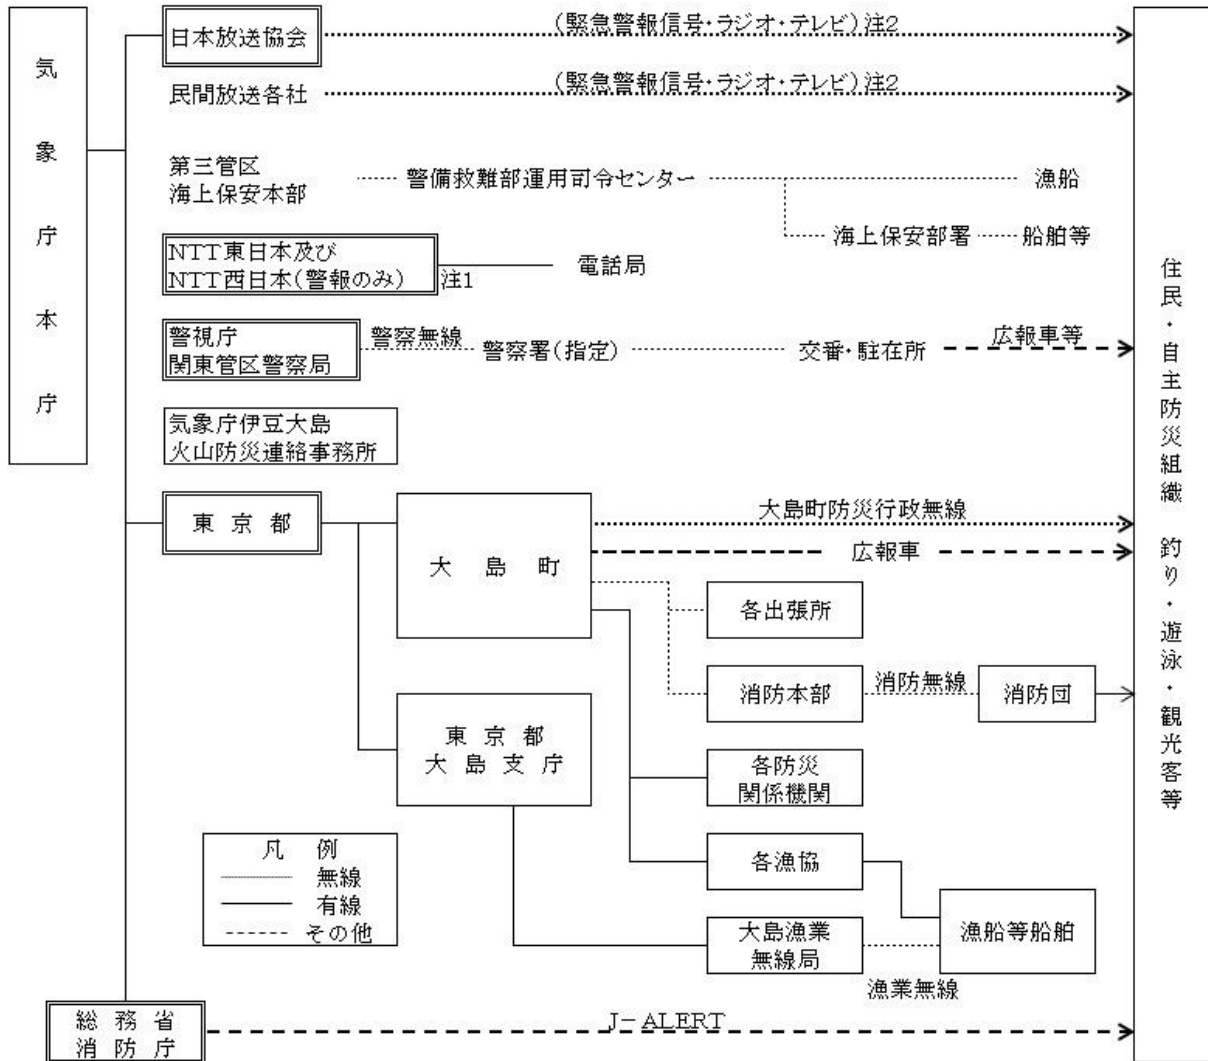 気象庁本庁
日本放送協会
(緊急警報信号・ラジオ・テレビ)注2
民間放送各社
(緊急警報信号・ラジオ・テレビ)注2
第三管区
海上保安本部
警備救難部運用司令センター
漁船
海上保安部署
船舶等
NTT東日本及び
NTT西日本(警報のみ)
注1
電話局
警視庁
関東管区警察局
警察無線
警察署(指定)
交番・駐在所
広報車等
気象庁伊豆大島
火山防災連絡事務所
東京都
大島町
大島町防災行政無線
広報車
各出張所
消防本部
消防無線
消防団
東京都
大島支庁
各防災
関係機関
各漁協
大島漁業
無線局
漁業無線
漁船等船舶
凡 例
無線
有線
その他
総務省
消防庁
J-ALERT
住民・自主防災組織 釣り・遊泳・観光客等